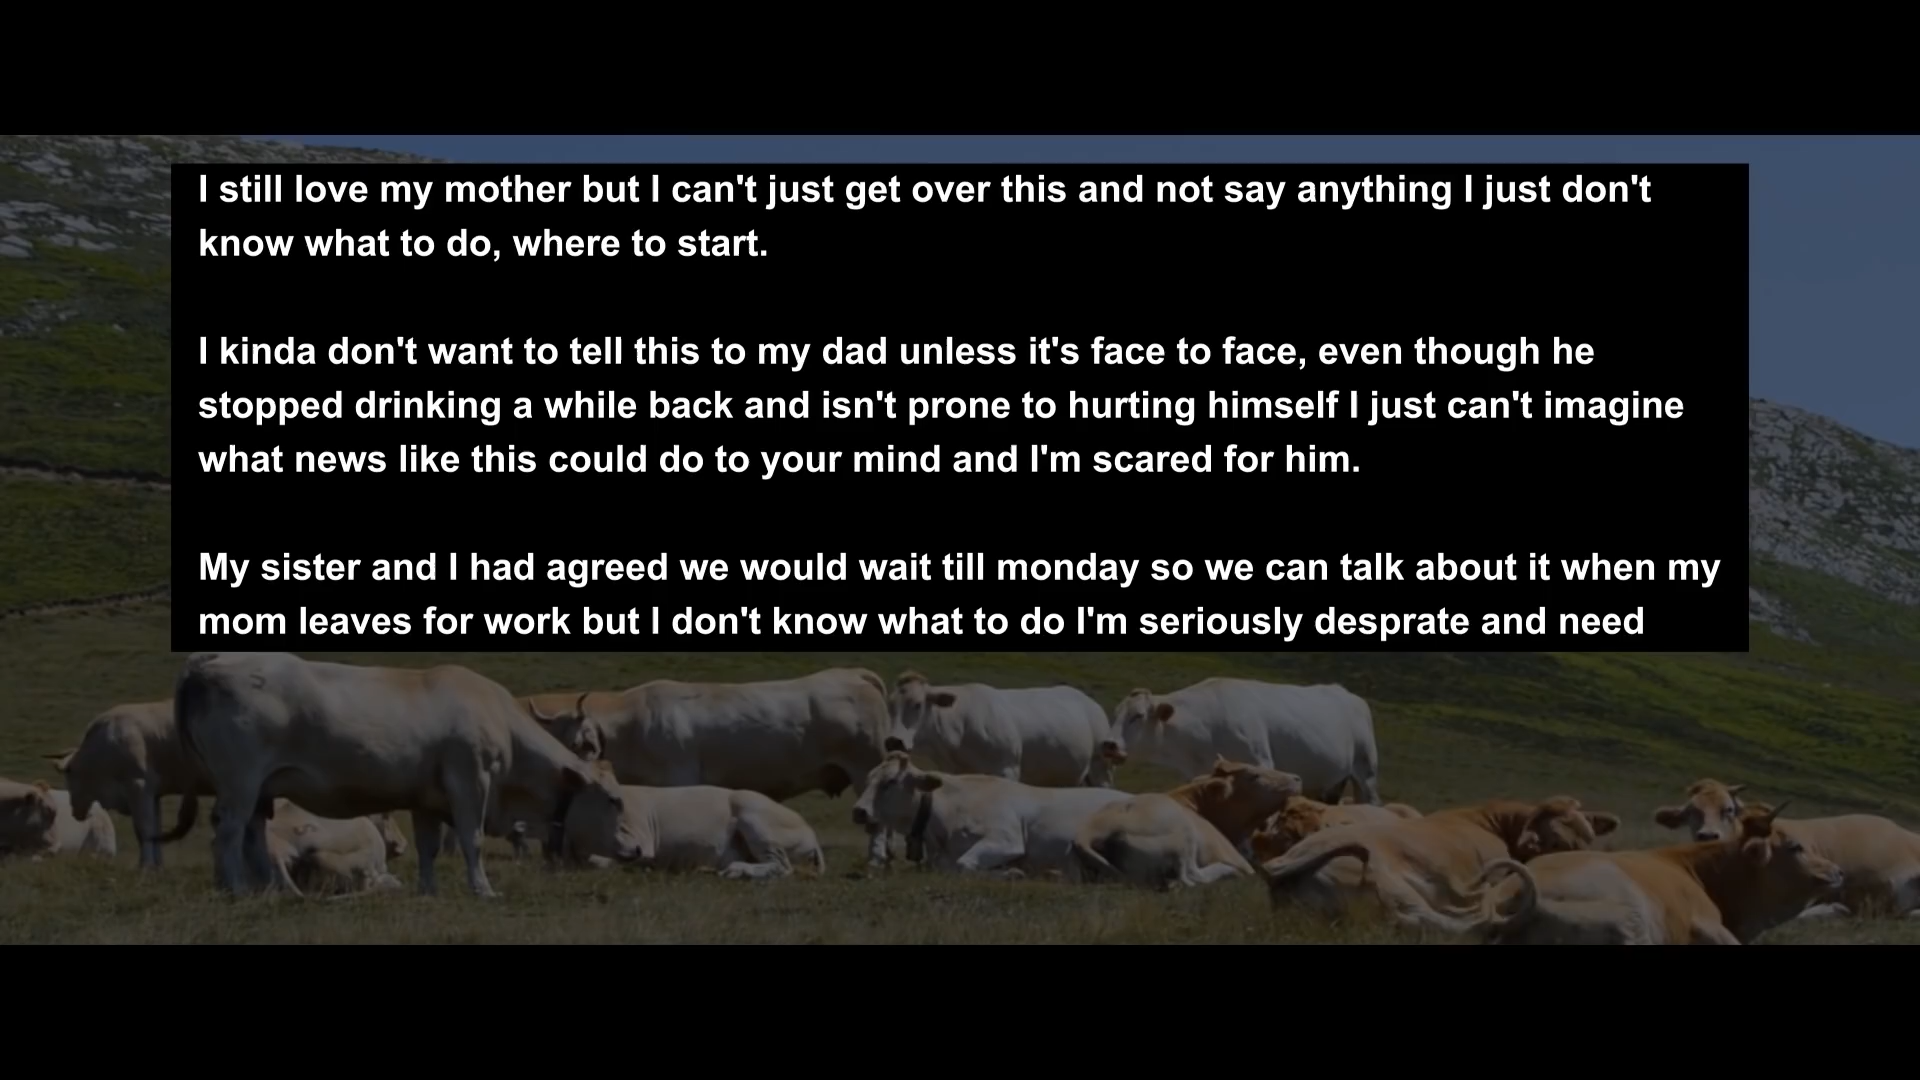 I still love my mother but I can't just get over this and not say anything I just don't
know what to do, where to start.
I kinda don't want to tell this to my dad unless it's face to face, even though he
stopped drinking a while back and isn't prone to hurting himself I just can't imagine
what news like this could do to your mind and I'm scared for him.
My sister and I had agreed we would wait till monday so we can talk about it when my
mom leaves for work but I don't know what to do I'm seriously desprate and need